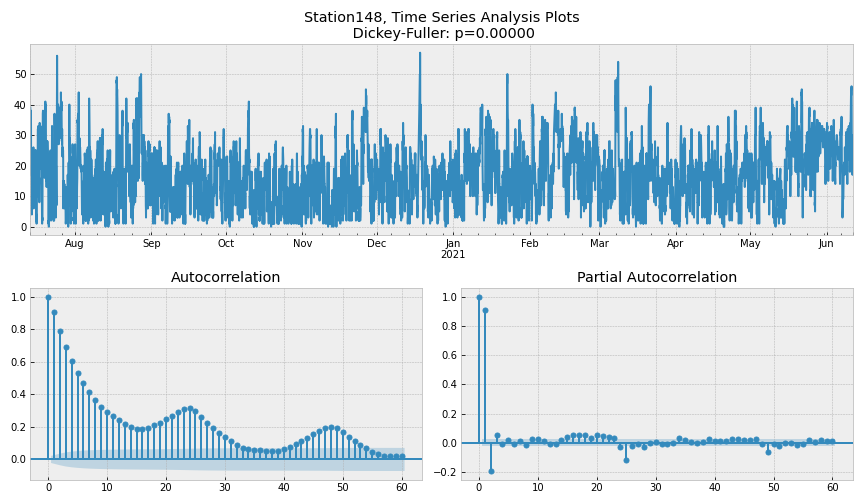 Station148, Time Series Analysis Plots
Dickey-Fuller: p=0.00000
50
40
30
20
10
0
Aug Sep Oct Nov Dec Jan Feb Mar Apr May Jun
2021
Autocorrelation
1.0
0.8
0.6
0.4
0.2
0.0
0 10 20 30 40 50 60
Partial Autocorrelation
1.0
0.8
0.6
0.4
0.2
0.0
−0.2
0 10 20 30 40 50 60